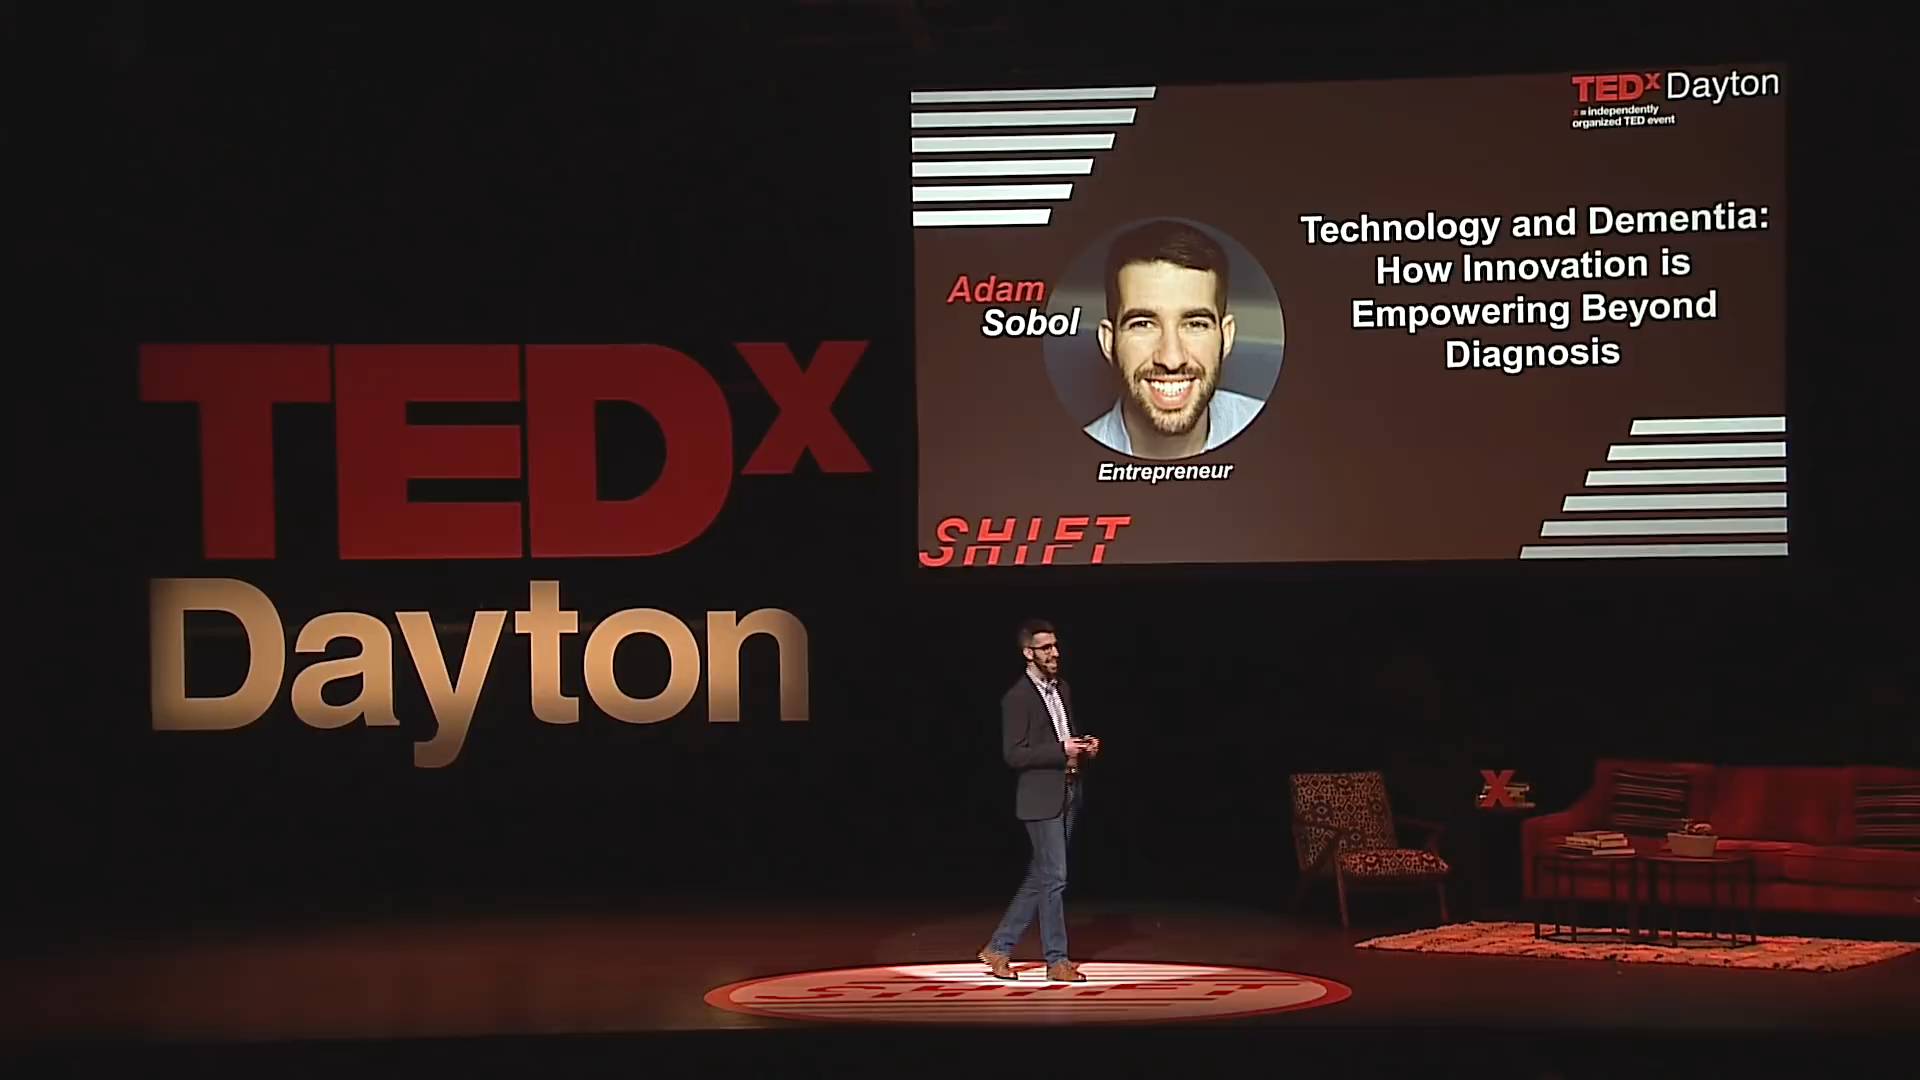 TEDx
Dayton
TEDx Dayton
x = independently
organized TED event
Technology and Dementia:
How Innovation is
Empowering Beyond
Diagnosis
Adam
Sobol
Entrepreneur
SHIFT
X
SHIFT